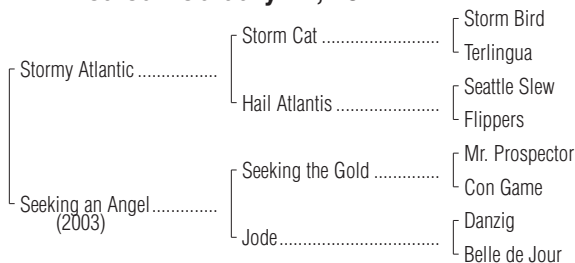 Storm Bird
Storm Cat ..........................
Terlingua
Stormy Atlantic .................
Seattle Slew
Hail Atlantis ......................
Flippers
Mr. Prospector
Seeking the Gold ..............
Con Game
Seeking an Angel..............
(2003)
Danzig
Jode...................................
Belle de Jour